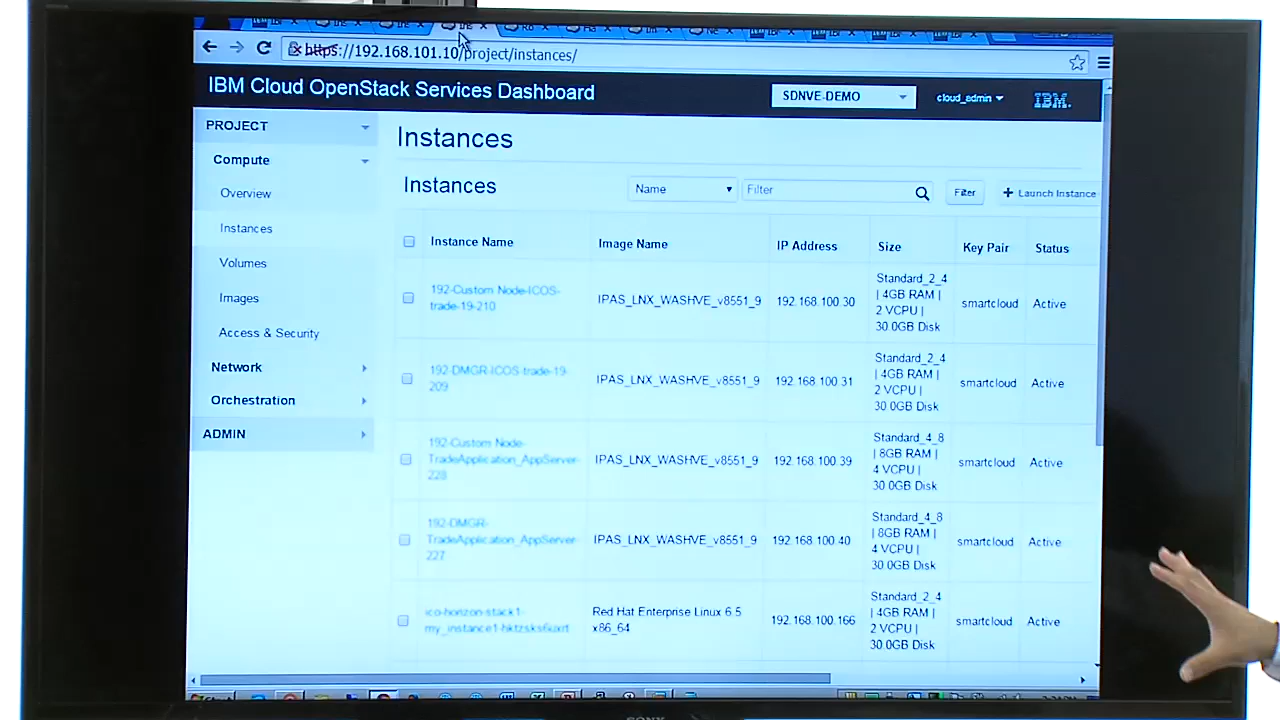 https://192.168.101.10/project/instances/
IBM Cloud OpenStack Services Dashboard
SDNVE-DEMO
cloud_admin
IBM
PROJECT
Compute
Overview
Instances
Volumes
Images
Access & Security
Network
Orchestration
ADMIN
Instances
Instances
Name
Filter
Filter
+ Launch Instance
Instance Name
Image Name
IP Address
Size
Key Pair
Status
192-Custom Node-ICOS-
trade-19-210
IPAS_LNX_WASHVE_v8551_9
192.168.100.30
Standard_2_4
| 4GB RAM |
2 VCPU |
30.0GB Disk
smartcloud
Active
192-DMGR-ICOS-trade-19-
209
IPAS_LNX_WASHVE_v8551_9
192.168.100.31
Standard_2_4
| 4GB RAM |
2 VCPU |
30.0GB Disk
smartcloud
Active
192-Custom Node-
TradeApplication_AppServer-
228
IPAS_LNX_WASHVE_v8551_9
192.168.100.39
Standard_4_8
| 8GB RAM |
4 VCPU |
30.0GB Disk
smartcloud
Active
192-DMGR-
TradeApplication_AppServer-
227
IPAS_LNX_WASHVE_v8551_9
192.168.100.40
Standard_4_8
| 8GB RAM |
4 VCPU |
30.0GB Disk
smartcloud
Active
ico-horizon-stack1-
Red Hat Enterprise Linux 6.5
x86_64
192.168.100.166
Standard_2_4
| 4GB RAM |
2 VCPU |
30.0GB Disk
smartcloud
Active
SONY